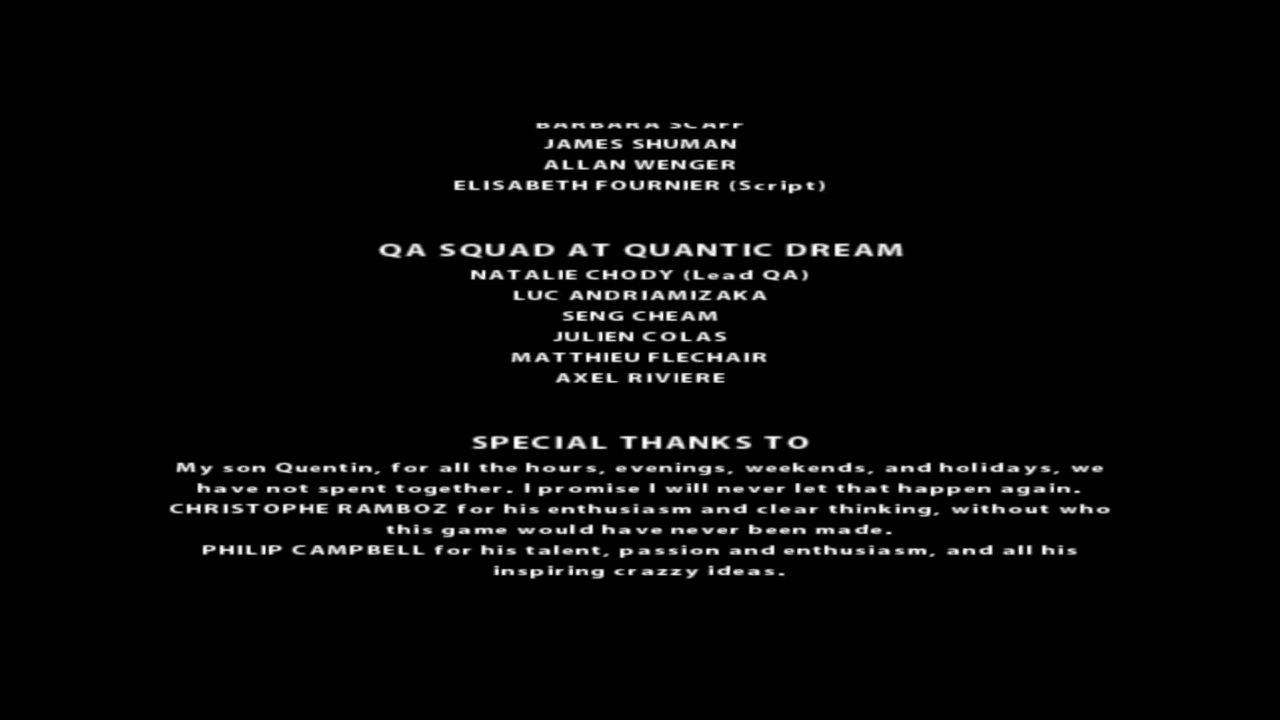 BARBARA SCAFF
JAMES SHUMAN
ALLAN WENGER
ELISABETH FOURNIER (Script)
QA SQUAD AT QUANTIC DREAM
NATALIE CHODY (Lead QA)
LUC ANDRIAMIZAKA
SENG CHEAM
JULIEN COLAS
MATTHIEU FLECHAIR
AXEL RIVIERE
SPECIAL THANKS TO
My son Quentin, for all the hours, evenings, weekends, and holidays, we
have not spent together. I promise I will never let that happen again.
CHRISTOPHE RAMBOZ for his enthusiasm and clear thinking, without who
this game would have never been made.
PHILIP CAMPBELL for his talent, passion and enthusiasm, and all his
inspiring crazzy ideas.